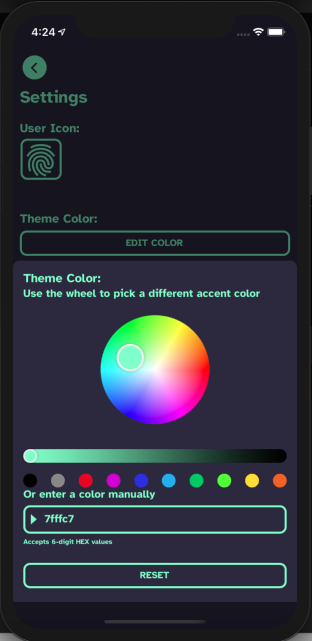 4:24
Settings
User Icon:
Theme Color:
EDIT COLOR
Theme Color:
Use the wheel to pick a different accent color
Or enter a color manually
7fffc7
Accepts 6-digit HEX values
RESET